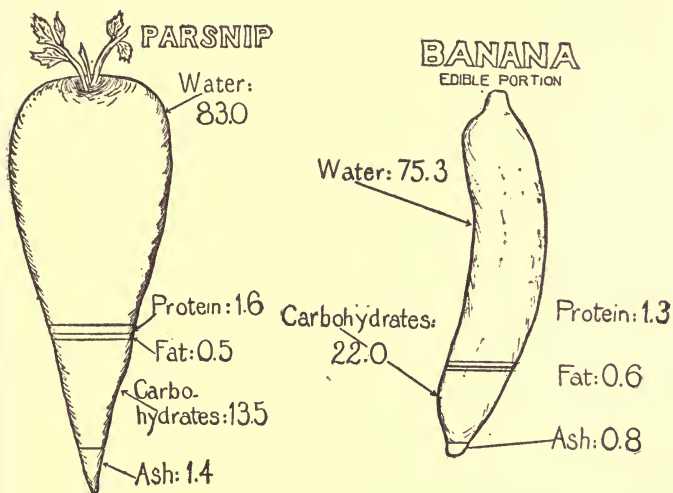 PARSNIP
Water:
83.0
Protein: 1.6
Fat: 0.5
Carbo-
hydrates: 13.5
Ash: 1.4
BANANA
EDIBLE PORTION
Water: 75.3
Carbohydrates:
22.0
Protein: 1.3
Fat: 0.6
Ash: 0.8